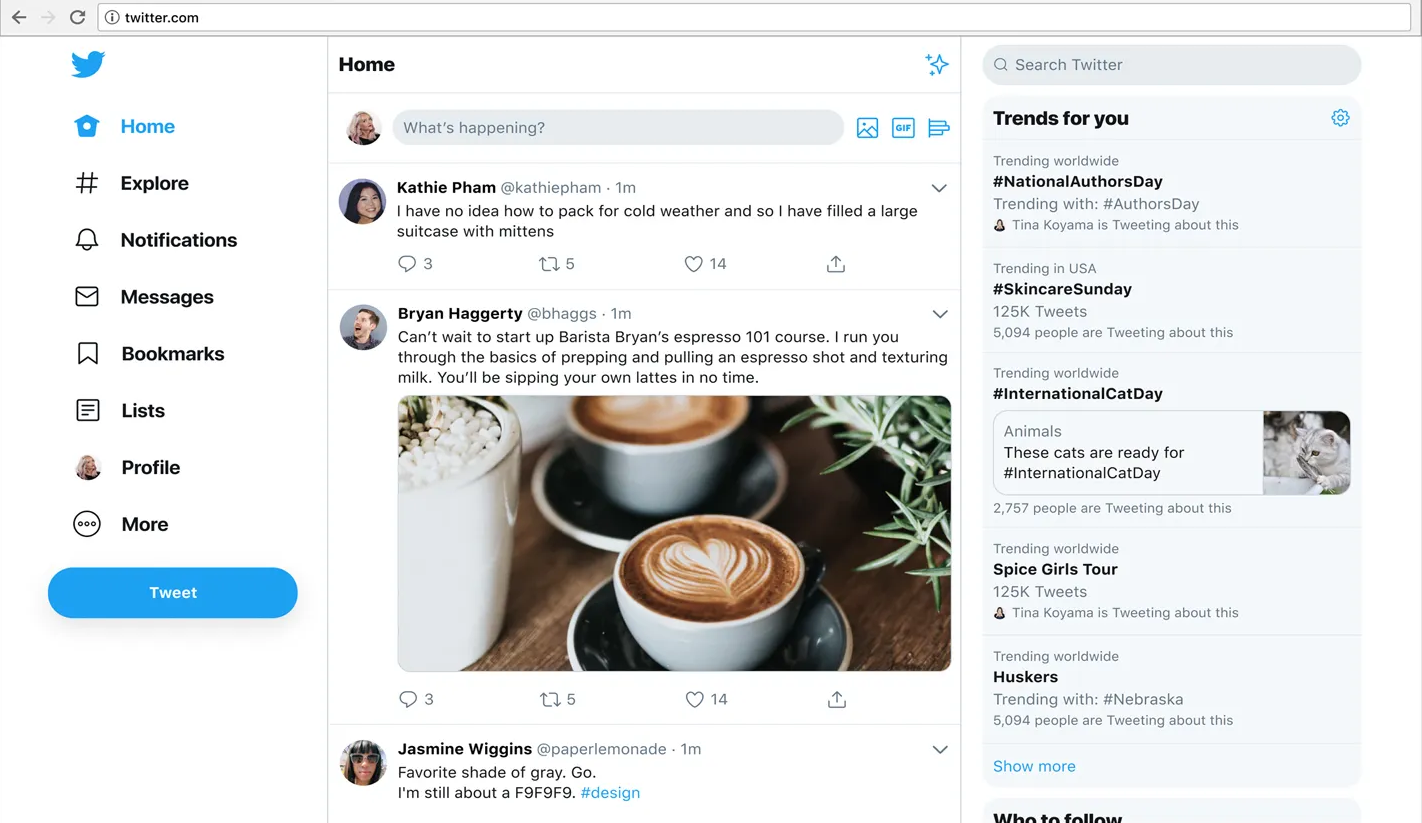 twitter.com
Home
Explore
Notifications
Messages
Bookmarks
Lists
Profile
More
Tweet
Home
What’s happening?
GIF
Kathie Pham @kathiepham · 1m
I have no idea how to pack for cold weather and so I have filled a large
suitcase with mittens
3 5 14
Bryan Haggerty @bhaggs · 1m
Can’t wait to start up Barista Bryan’s espresso 101 course. I run you
through the basics of prepping and pulling an espresso shot and texturing
milk. You’ll be sipping your own lattes in no time.
3 5 14
Jasmine Wiggins @paperlemonade · 1m
Favorite shade of gray. Go.
I'm still about a F9F9F9. #design
Search Twitter
Trends for you
Trending worldwide
#NationalAuthorsDay
Trending with: #AuthorsDay
Tina Koyama is Tweeting about this
Trending in USA
#SkincareSunday
125K Tweets
5,094 people are Tweeting about this
Trending worldwide
#InternationalCatDay
Animals
These cats are ready for
#InternationalCatDay
2,757 people are Tweeting about this
Trending worldwide
Spice Girls Tour
125K Tweets
Tina Koyama is Tweeting about this
Trending worldwide
Huskers
Trending with: #Nebraska
5,094 people are Tweeting about this
Show more
Who to follow